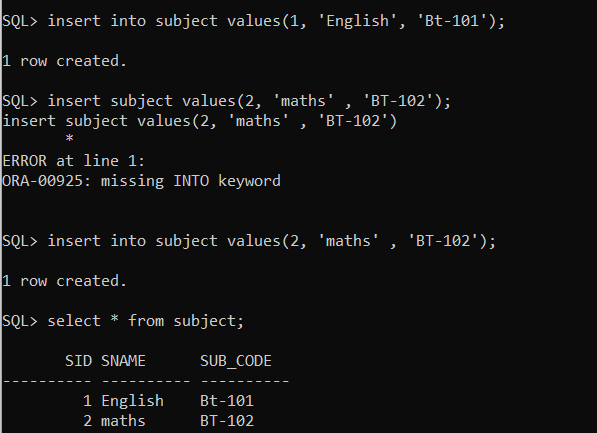 SQL> insert into subject values(1, 'English', 'Bt-101');
1 row created.
SQL> insert subject values(2, 'maths' , 'BT-102');
insert subject values(2, 'maths' , 'BT-102')
*
ERROR at line 1:
ORA-00925: missing INTO keyword
SQL> insert into subject values(2, 'maths' , 'BT-102');
1 row created.
SQL> select * from subject;
SID SNAME      SUB_CODE
---------- ---------- ----------
1 English    Bt-101
2 maths      BT-102